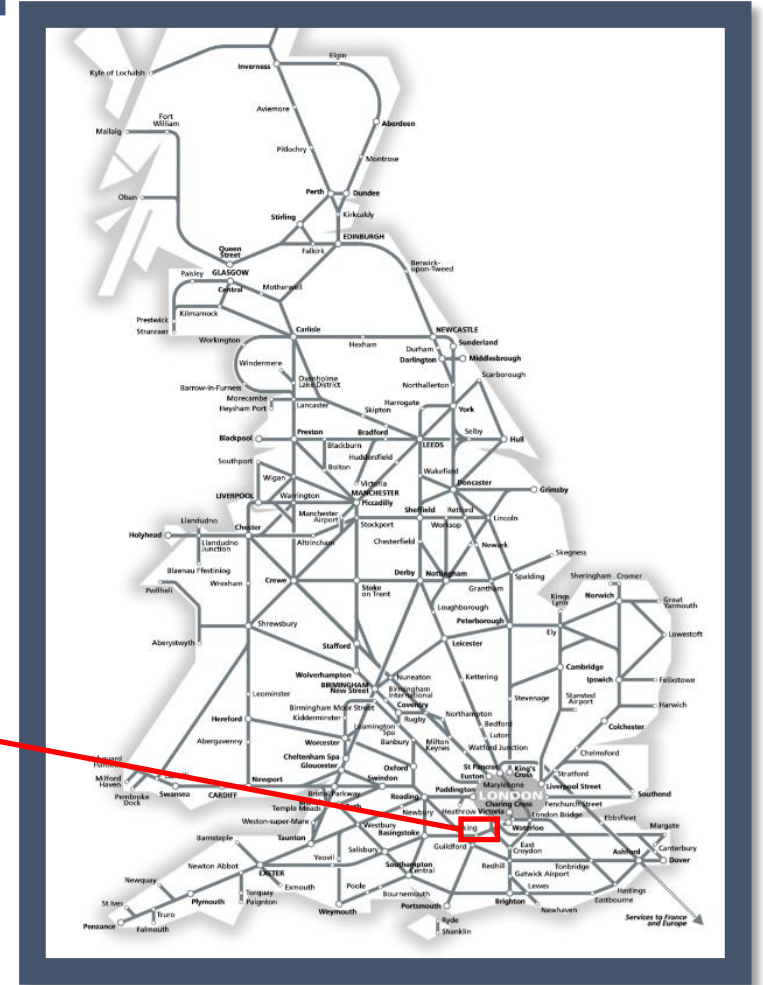 Elgin
Inverness
Kyle of Lochalsh
Aviemore
Fort
William
Mallaig
Aberdeen
Pitlochry
Montrose
Perth
Dundee
Oban
Stirling
Kirkcaldy
EDINBURGH
Queen
Street
Falkirk
Berwick-
upon-Tweed
Paisley
GLASGOW
Central
Motherwell
Prestwick
Kilmarnock
Stranraer
Carlisle
NEWCASTLE
Workington
Hexham
Durham
Sunderland
Darlington
Middlesbrough
Windermere
Scarborough
Oxenholme
Lake District
Barrow-in-Furness
Northallerton
Morecambe
Lancaster
Harrogate
Heysham Port
Skipton
York
Preston
Bradford
Selby
Blackpool
LEEDS
Hull
Blackburn
Huddersfield
Southport
Bolton
Wakefield
Wigan
Victoria
Doncaster
MANCHESTER
Grimsby
LIVERPOOL
Warrington
Piccadilly
Manchester
Airport
Sheffield
Retford
Lincoln
Llandudno
Chester
Stockport
Worksop
Holyhead
Llandudno
Junction
Altrincham
Chesterfield
Newark
Skegness
Blaenau Ffestiniog
Derby
Nottingham
Wrexham
Crewe
Stoke
on Trent
Grantham
Spalding
Sheringham
Cromer
Pwllheli
Kings
Lynn
Norwich
Great
Yarmouth
Loughborough
Peterborough
Shrewsbury
Ely
Lowestoft
Aberystwyth
Stafford
Leicester
Wolverhampton
Cambridge
BIRMINGHAM
New Street
Nuneaton
Kettering
Ipswich
Felixstowe
Birmingham
International
Leominster
Stansted
Airport
Coventry
Stevenage
Birmingham Moor Street
Harwich
Hereford
Kidderminster
Rugby
Northampton
Bedford
Colchester
Leamington
Spa
Abergavenny
Worcester
Banbury
Milton
Keynes
Luton
Watford Junction
Chelmsford
Cheltenham Spa
Oxford
St Pancras
King's
Cross
Gloucester
Euston
Stratford
Milford
Haven
Newport
Swindon
Marylebone
Liverpool Street
Pembroke
Dock
Swansea
CARDIFF
Reading
Paddington
LONDON
Southend
Fenchurch Street
Temple Meads
Charing Cross
Newbury
Heathrow
Victoria
London Bridge
Ebbsfleet
Weston-super-Mare
Westbury
Basingstoke
king
Waterloo
Margate
Barnstaple
Taunton
Guildford
East
Croydon
Canterbury
Salisbury
Ashford
Dover
Yeovil
Redhill
Tonbridge
Newton Abbot
EXETER
Southampton
Central
Gatwick Airport
Newquay
Exmouth
Poole
Lewes
Hastings
Torquay
Bournemouth
Eastbourne
St Ives
Plymouth
Paignton
Portsmouth
Brighton
Newhaven
Truro
Weymouth
Penzance
Falmouth
Ryde
Shanklin
Services to France
and Europe